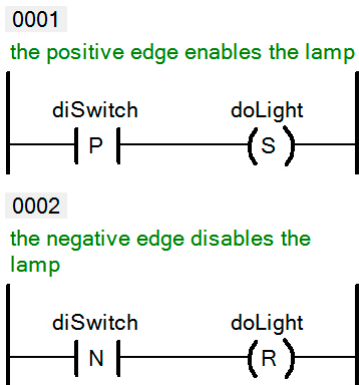 0001
the positive edge enables the lamp
diSwitch doLight
P S
0002
the negative edge disables the
lamp
diSwitch doLight
N R